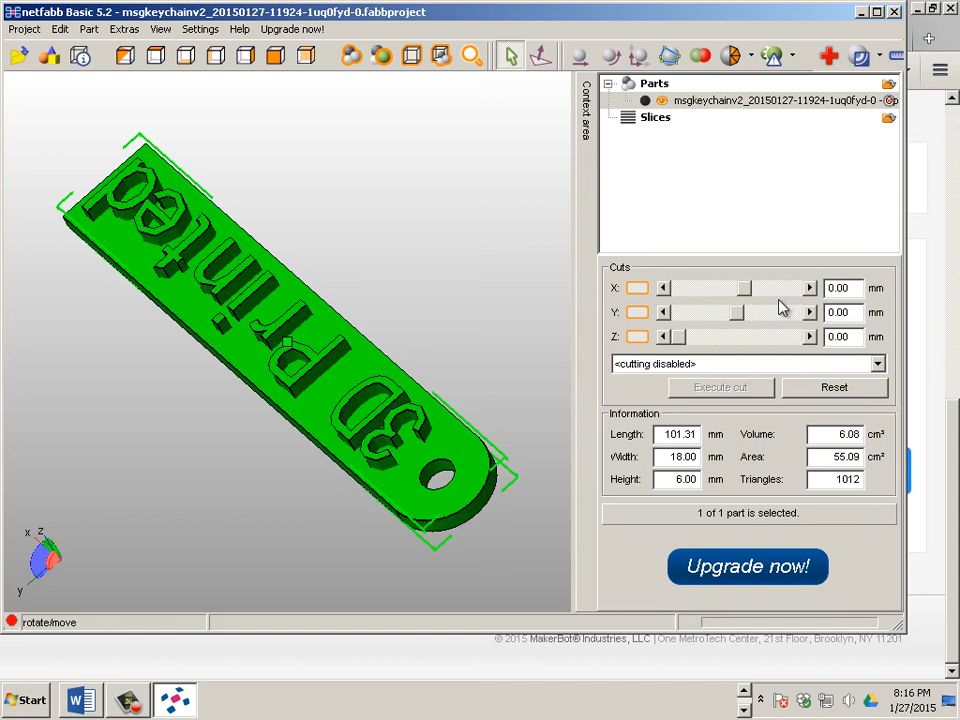 netfabb Basic 5.2 - msgkeychainv2_20150127-11924-1uq0fyd-0.fabbproject
Project Edit Part Extras View Settings Help Upgrade now!
Context area
Parts
msgkeychainv2_20150127-11924-1uq0fyd-0 -
Slices
3D Printed
Cuts
X: 0.00 mm
Y: 0.00 mm
Z: 0.00 mm
<cutting disabled>
Execute cut Reset
Information
Length: 101.31 mm Volume: 6.08 cm³
Width: 18.00 mm Area: 55.09 cm²
Height: 6.00 mm Triangles: 1012
1 of 1 part is selected.
Upgrade now!
x z
y
rotate/move
© 2015 MakerBot® Industries, LLC | One MetroTech Center, 21st Floor, Brooklyn, NY 11201
Start
8:16 PM
1/27/2015